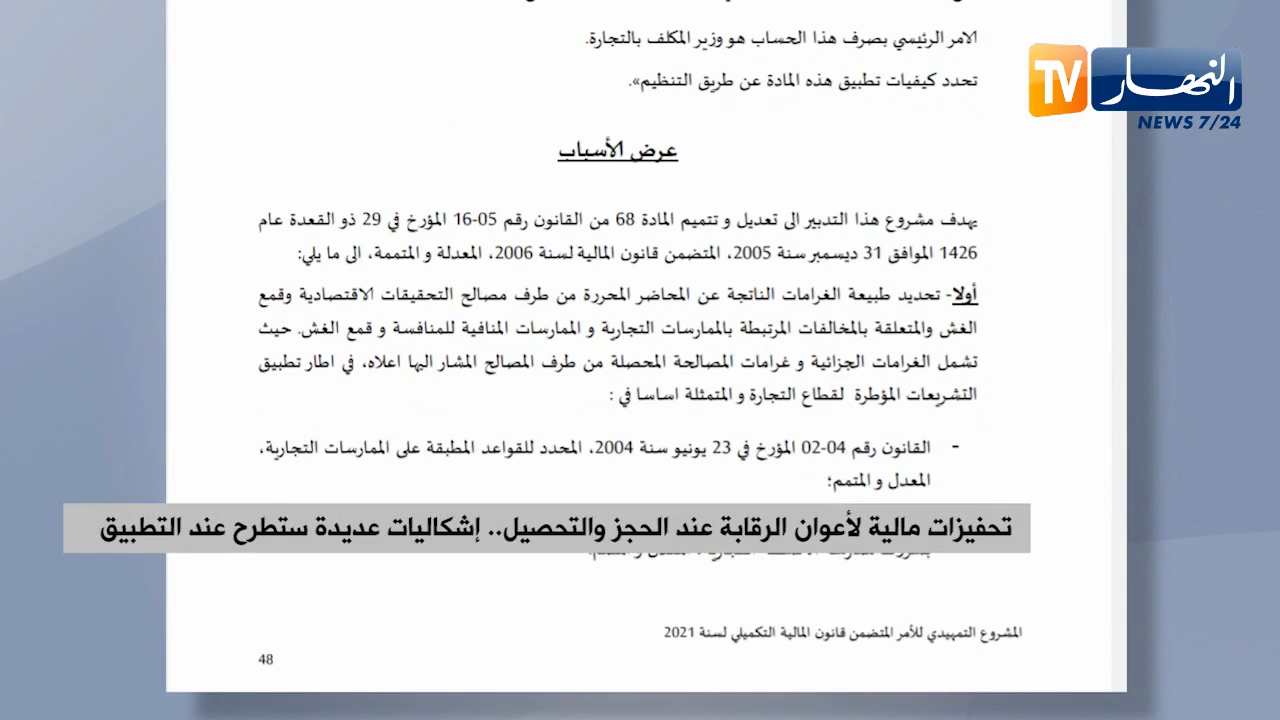 الامر الرئيسي بصرف هذا الحساب هو وزير المكلف بالتجارة.
تحدد كيفيات تطبيق هذه المادة عن طريق التنظيم».
النهار TV
NEWS 7/24
عرض الأسباب
يهدف مشروع هذا التدبير الى تعديل و تتميم المادة 68 من القانون رقم 05-16 المؤرخ في 29 ذو القعدة عام
1426 الموافق 31 ديسمبر سنة 2005، المتضمن قانون المالية لسنة 2006، المعدلة و المتممة، الى ما يلي:
أولا- تحديد طبيعة الغرامات الناتجة عن المحاضر المحررة من طرف مصالح التحقيقات الاقتصادية وقمع
الغش والمتعلقة بالمخالفات المرتبطة بالممارسات التجارية و الممارسات المنافية للمنافسة و قمع الغش. حيث
تشمل الغرامات الجزائية و غرامات المصالحة المحصلة من طرف المصالح المشار اليها اعلاه، في اطار تطبيق
التشريعات المؤطرة لقطاع التجارة و المتمثلة اساسا في :
- القانون رقم 04-02 المؤرخ في 23 يونيو سنة 2004، المحدد للقواعد المطبقة على الممارسات التجارية،
المعدل و المتمم؛
تحفيزات مالية لأعوان الرقابة عند الحجز والتحصيل.. إشكاليات عديدة ستطرح عند التطبيق
المشروع التمهيدي للأمر المتضمن قانون المالية التكميلي لسنة 2021
48